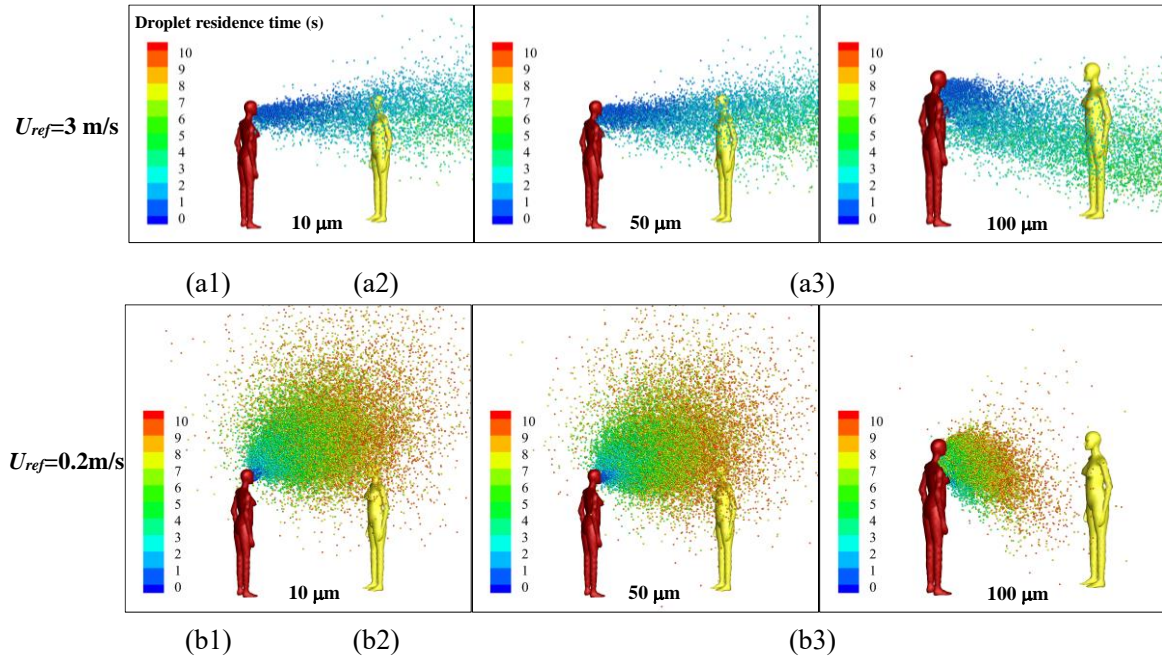 Droplet residence time (s)
10 10 10
9 9 9
8 8 8
7 7 7
6 6 6
5 5 5
4 4 4
3 3 3
2 2 2
1 1 1
0 0 0
Uref=3 m/s
10 μm 50 μm 100 μm
(a1) (a2) (a3)
10 10 10
9 9 9
8 8 8
7 7 7
6 6 6
5 5 5
4 4 4
3 3 3
2 2 2
1 1 1
0 0 0
Uref=0.2m/s
10 μm 50 μm 100 μm
(b1) (b2) (b3)